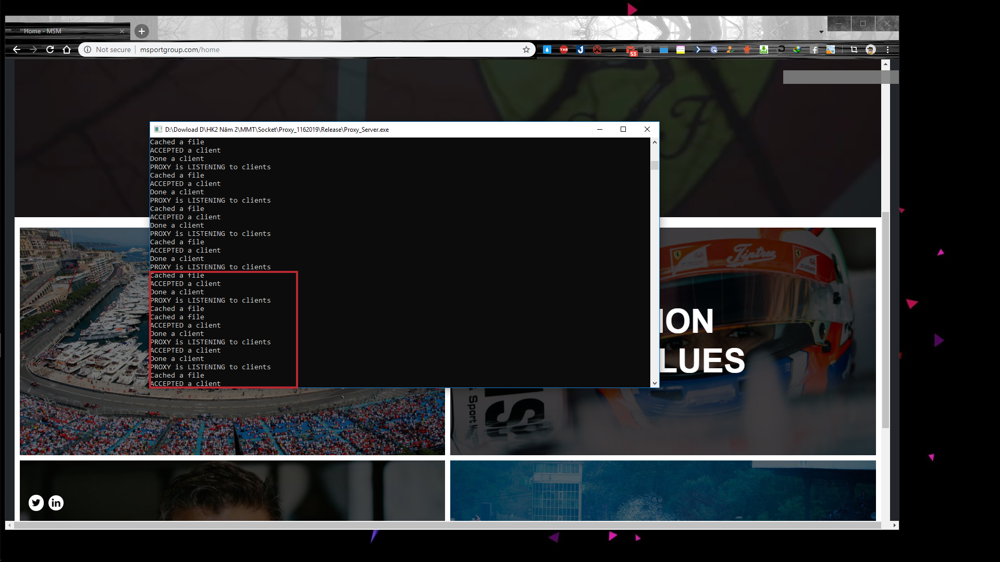 Home - MSM
Not secure
msportgroup.com/home
YAB
53
D:\Dowload D\HK2 Năm 2\MMT\Socket\Proxy_1162019\Release\Proxy_Server.exe
Cached a file
ACCEPTED a client
Done a client
PROXY is LISTENING to clients
Cached a file
ACCEPTED a client
Done a client
PROXY is LISTENING to clients
Cached a file
ACCEPTED a client
Done a client
PROXY is LISTENING to clients
Cached a file
ACCEPTED a client
Done a client
PROXY is LISTENING to clients
Cached a file
ACCEPTED a client
Done a client
PROXY is LISTENING to clients
Cached a file
Cached a file
ACCEPTED a client
Done a client
PROXY is LISTENING to clients
ACCEPTED a client
Done a client
PROXY is LISTENING to clients
Cached a file
ACCEPTED a client
Tiptree
ION
LUES
Sport
in